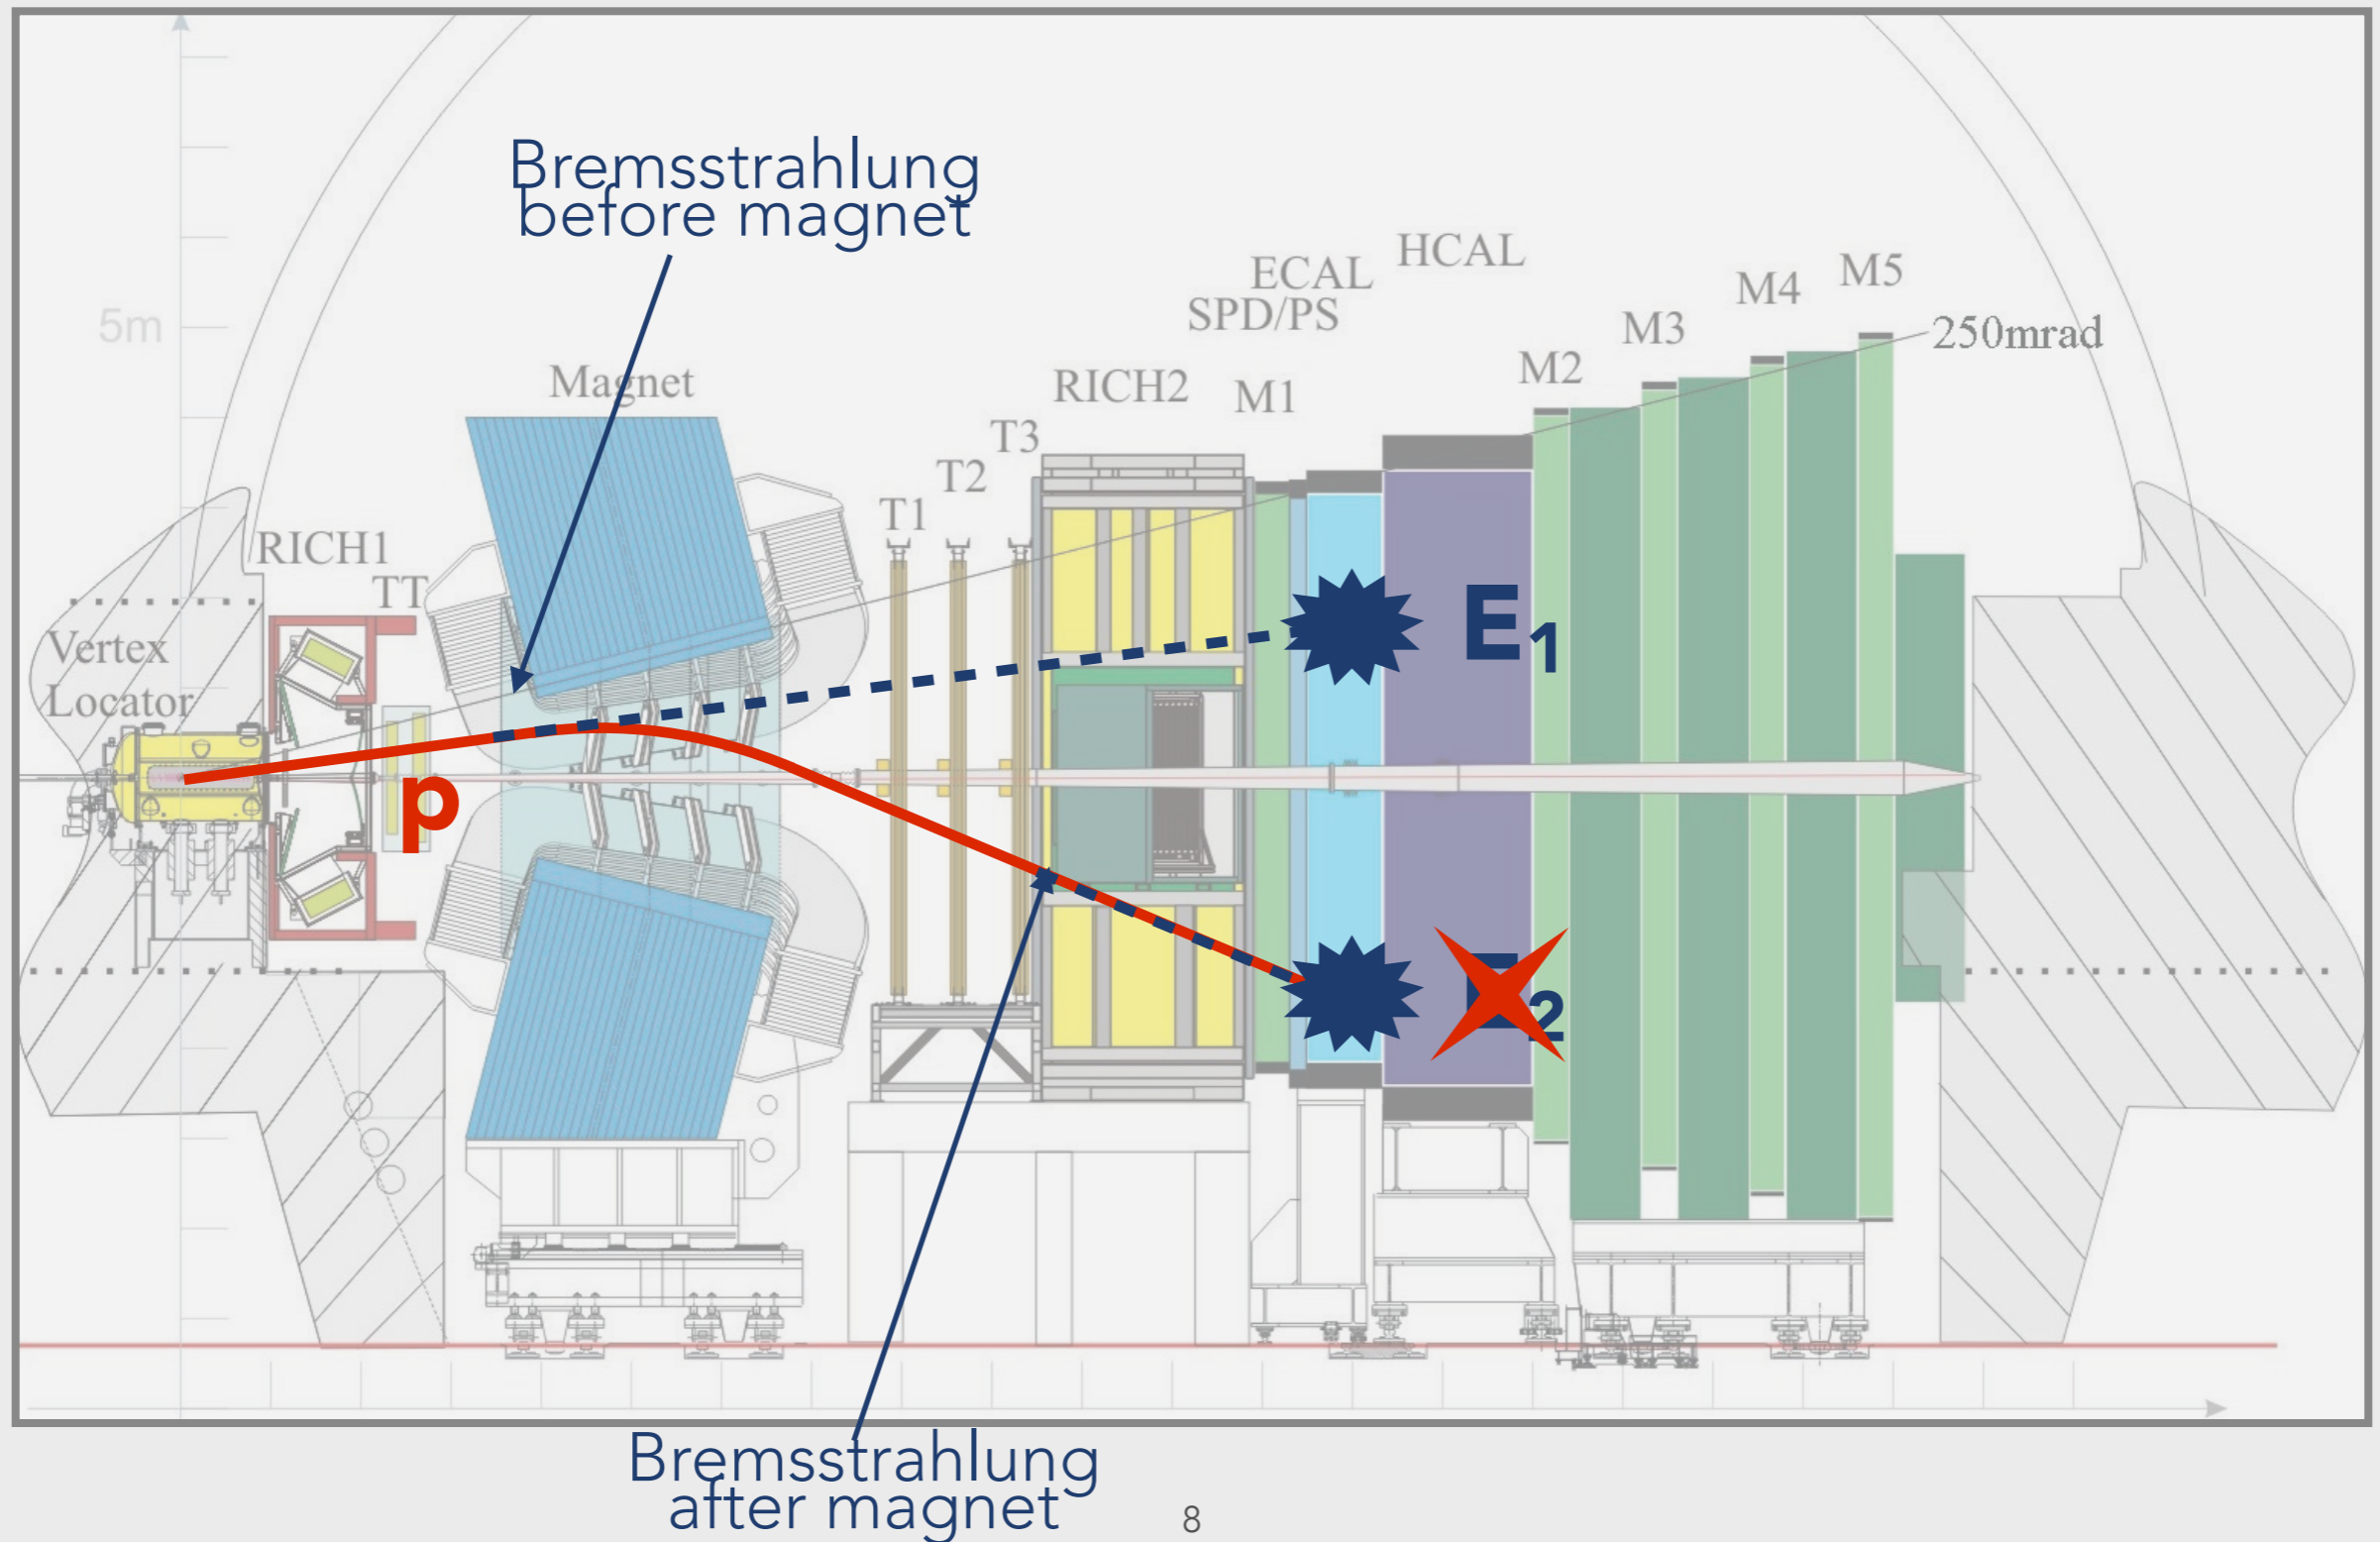 Bremsstrahlung
before magnet
HCAL
ECAL
SPD/PS
M5
M4
M3
M2
250mrad
5m
Magnet
RICH2
M1
T3
T2
T1
RICH1
TT
Vertex
Locator
E1
p
E2
Bremsstrahlung
after magnet
8